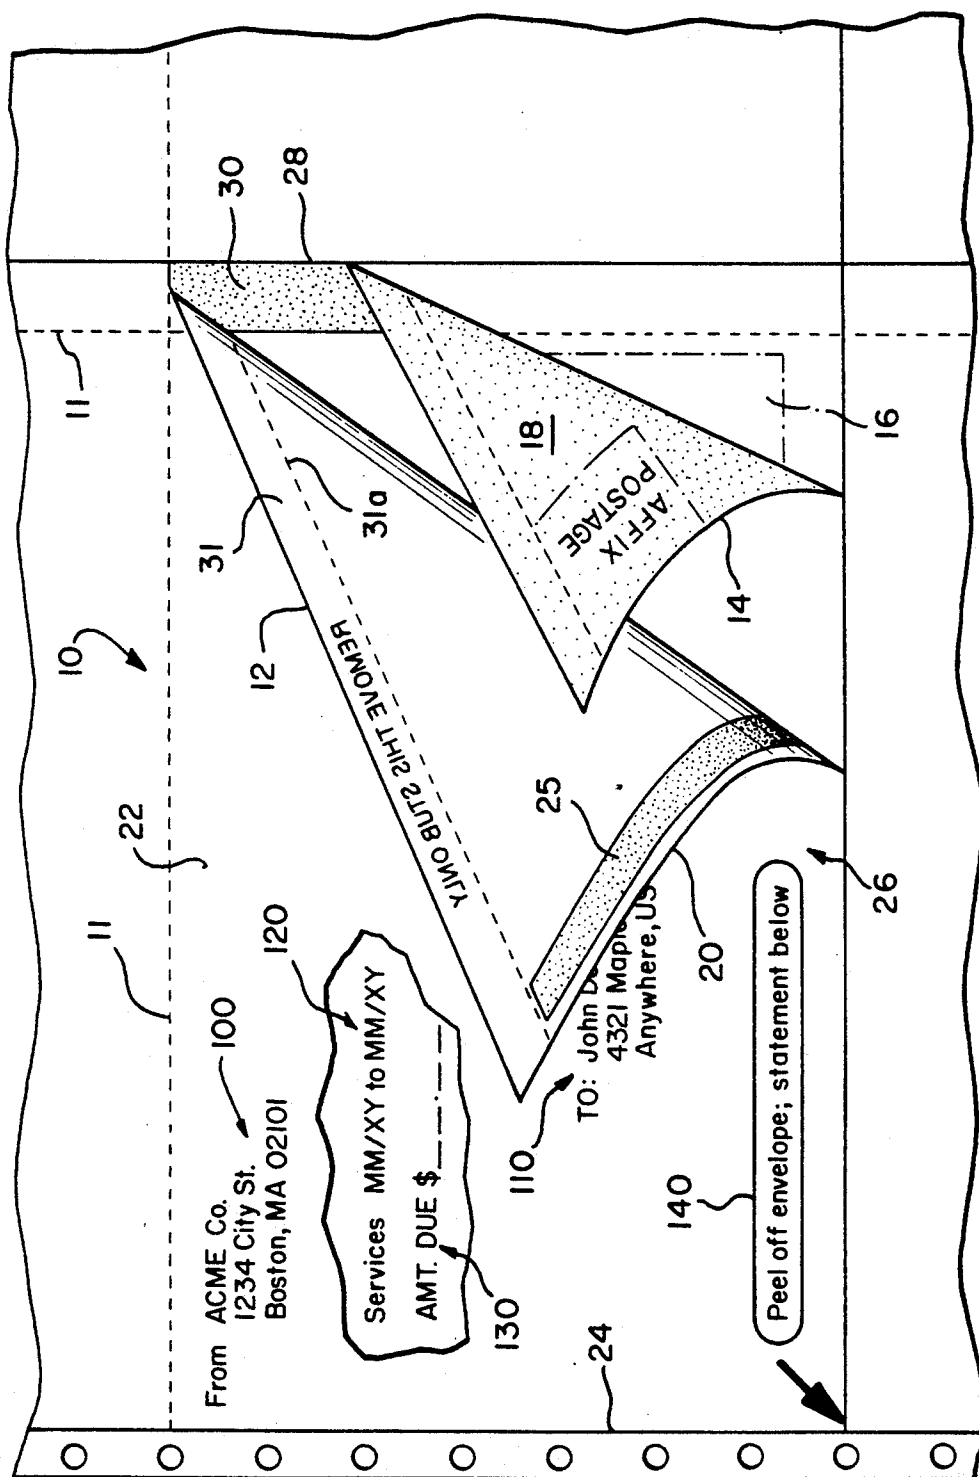 10
11
11
22
From ACME Co.
100
31
30
1234 City St.
12
Boston, MA 02101
120
28
Services MM/XY to MM/XY
31a
REMOVE THIS STUB ONLY
AMT. DUE $
130
110
18
25
TO: John D
4321 Maple
Anywhere, US
24
AFFIX
POSTAGE
140
20
14
Peel off envelope; statement below
26
16